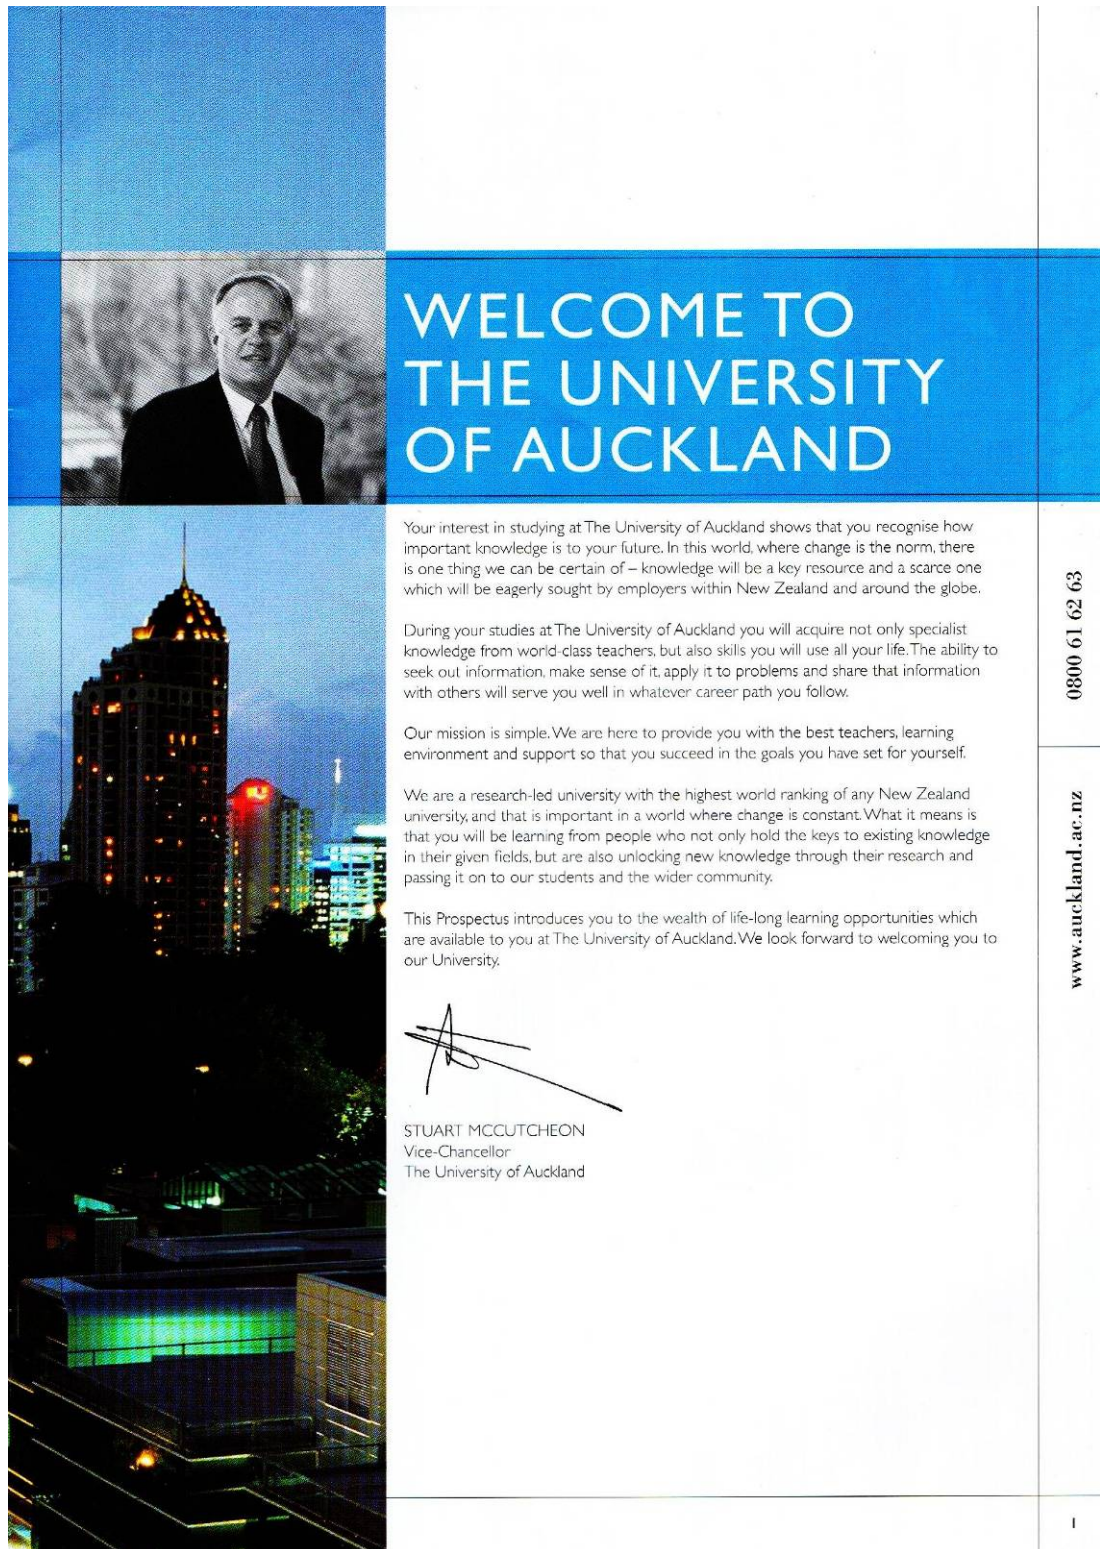 WELCOME TO
THE UNIVERSITY
OF AUCKLAND
Your interest in studying at The University of Auckland shows that you recognise how
important knowledge is to your future. In this world, where change is the norm, there
is one thing we can be certain of – knowledge will be a key resource and a scarce one
which will be eagerly sought by employers within New Zealand and around the globe.
During your studies at The University of Auckland you will acquire not only specialist
knowledge from world-class teachers, but also skills you will use all your life. The ability to
seek out information, make sense of it, apply it to problems and share that information
with others will serve you well in whatever career path you follow.
Our mission is simple. We are here to provide you with the best teachers, learning
environment and support so that you succeed in the goals you have set for yourself.
We are a research-led university with the highest world ranking of any New Zealand
university, and that is important in a world where change is constant. What it means is
that you will be learning from people who not only hold the keys to existing knowledge
in their given fields, but are also unlocking new knowledge through their research and
passing it on to our students and the wider community.
This Prospectus introduces you to the wealth of life-long learning opportunities which
are available to you at The University of Auckland. We look forward to welcoming you to
our University.
STUART MCCUTCHEON
Vice-Chancellor
The University of Auckland
0800 61 62 63
www.auckland.ac.nz
1